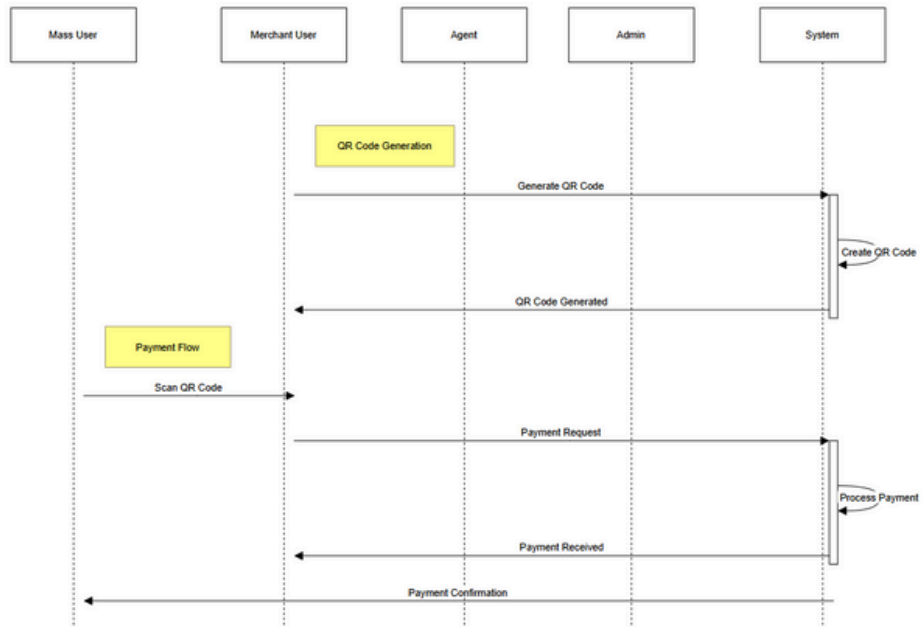 Mass User
Merchant User
Agent
Admin
System
QR Code Generation
Generate QR Code
Create QR Code
QR Code Generated
Payment Flow
Scan QR Code
Payment Request
Process Payment
Payment Received
Payment Confirmation